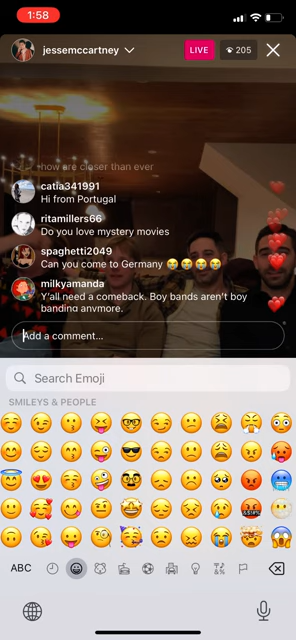 1:58
jessemccartney
LIVE
205
how are closer than ever
catia341991
Hi from Portugal
ritamillers66
Do you love mystery movies
spaghetti2049
Can you come to Germany 😭😭😭😭
milkyamanda
Y'all need a comeback. Boy bands aren't boy
banding anymore.
Add a comment...
Search Emoji
SMILEYS & PEOPLE
ABC